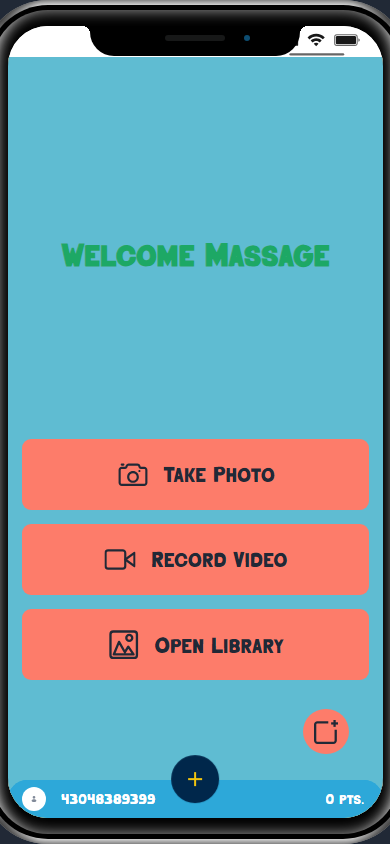 Welcome Massage
Take Photo
Record Video
Open Library
43048389399
0 pts.